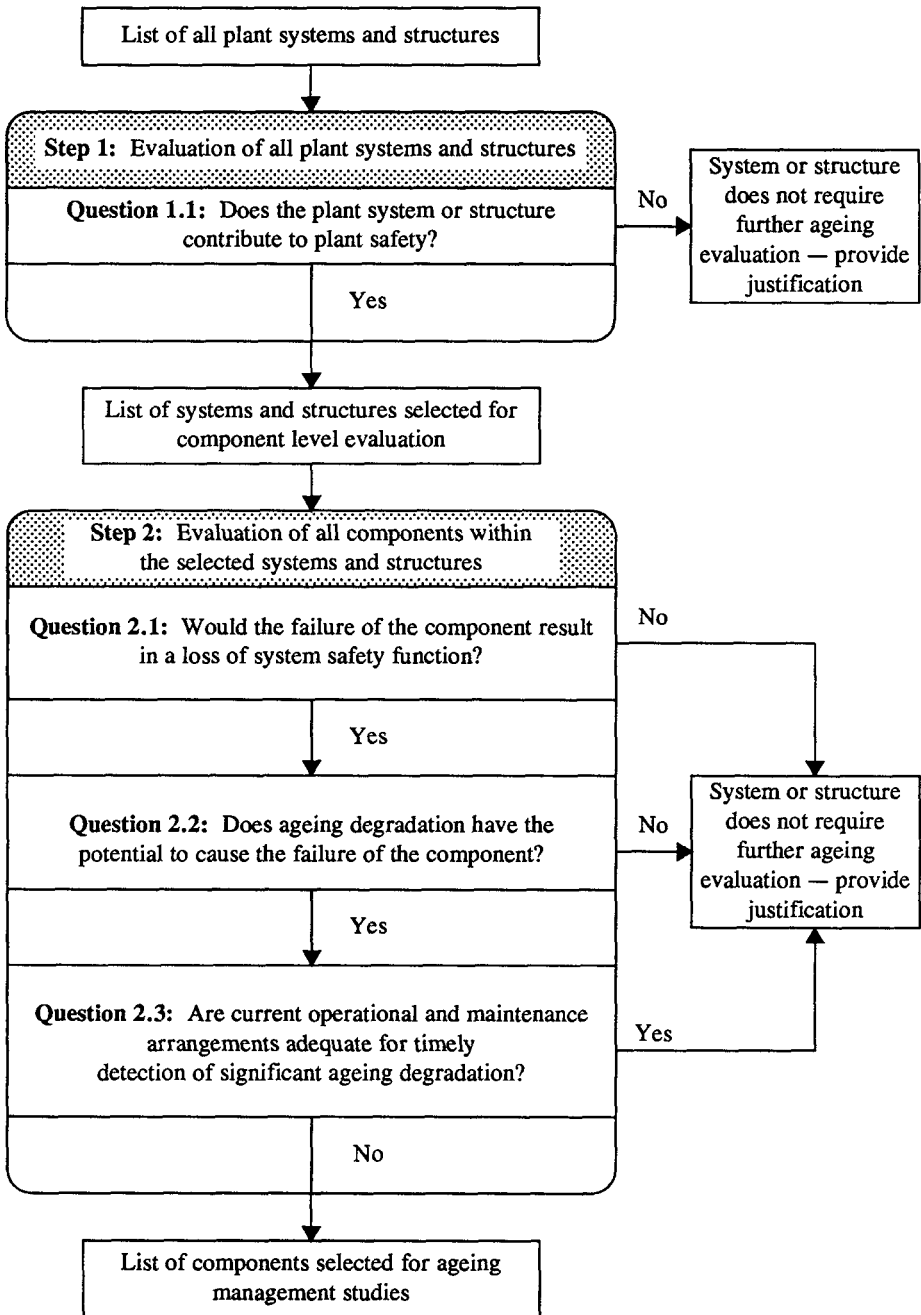 List of all plant systems and structures
Step 1: Evaluation of all plant systems and structures
Question 1.1: Does the plant system or structure
contribute to plant safety?
No
System or structure
does not require
further ageing
evaluation — provide
justification
Yes
List of systems and structures selected for
component level evaluation
Step 2: Evaluation of all components within
the selected systems and structures
Question 2.1: Would the failure of the component result
in a loss of system safety function?
No
Yes
Question 2.2: Does ageing degradation have the
potential to cause the failure of the component?
No
System or structure
does not require
further ageing
evaluation — provide
justification
Yes
Question 2.3: Are current operational and maintenance
arrangements adequate for timely
detection of significant ageing degradation?
Yes
No
List of components selected for ageing
management studies